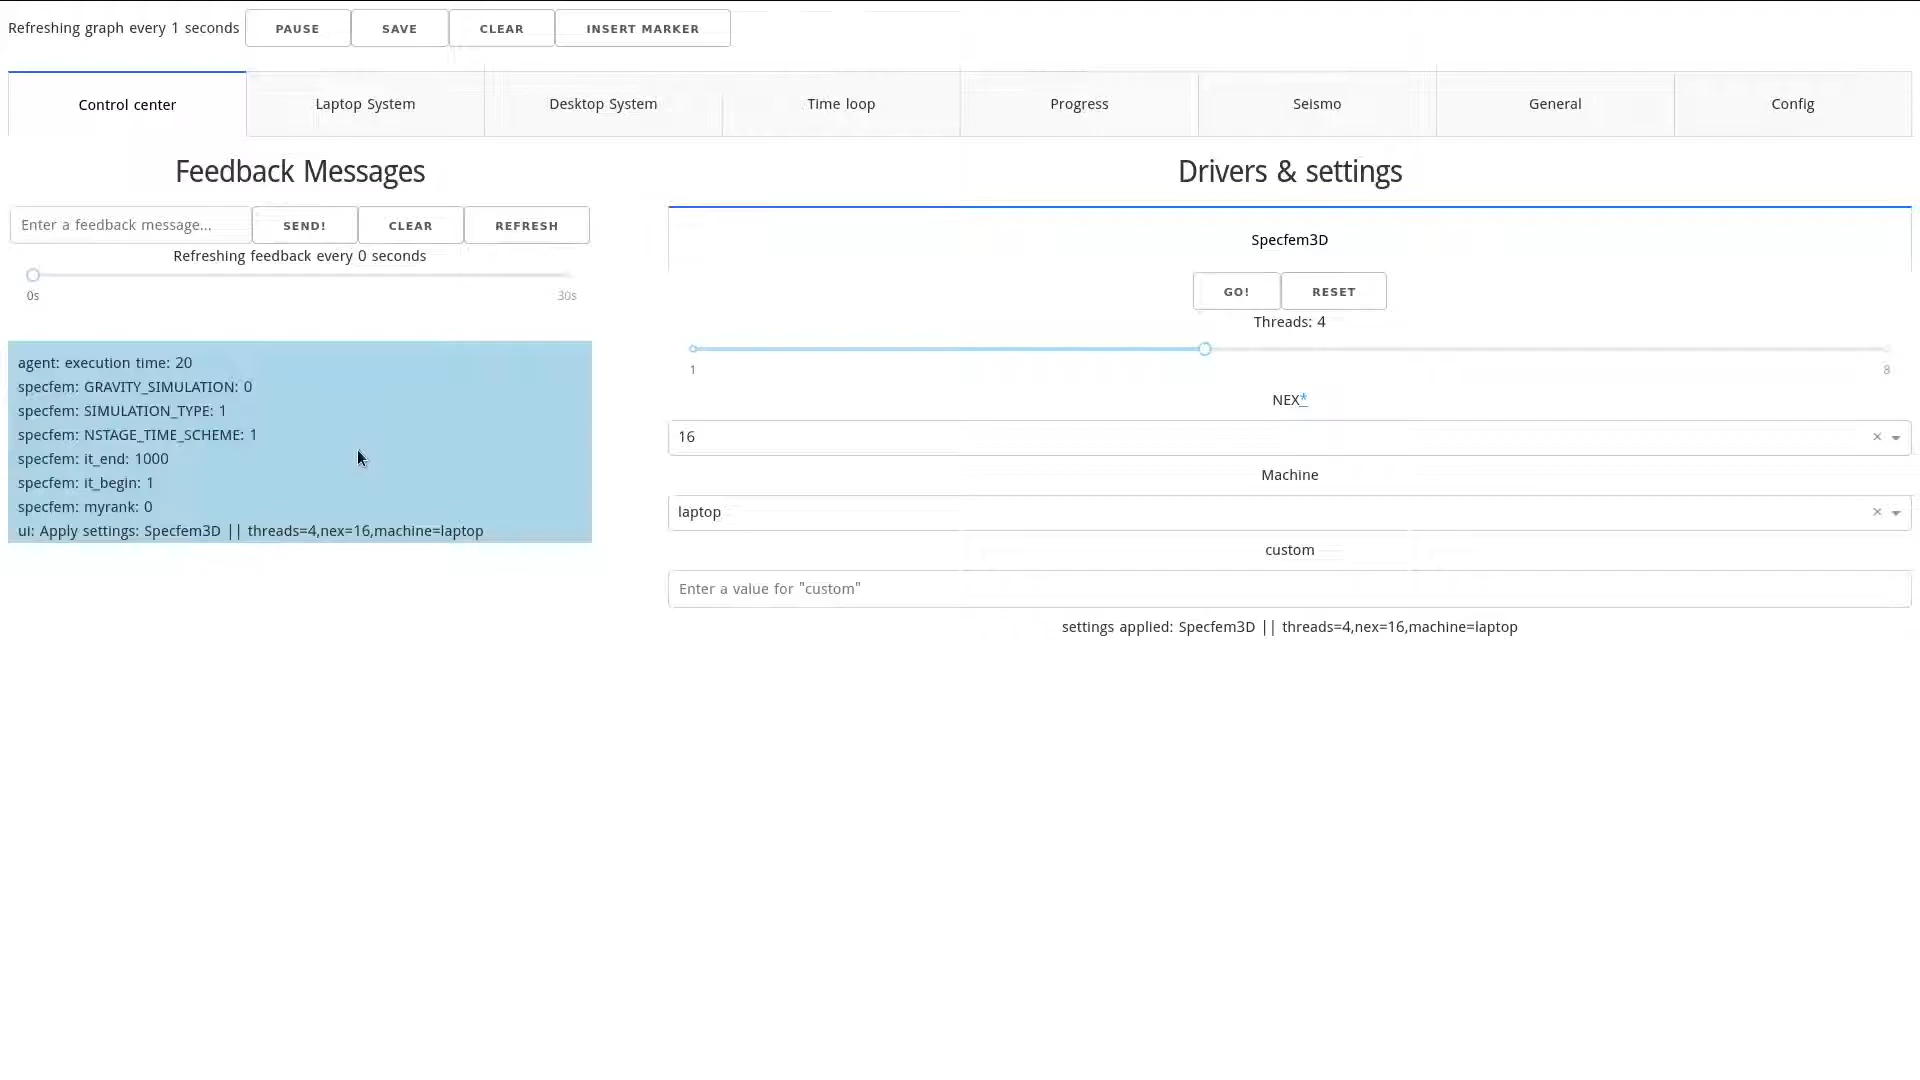 Refreshing graph every 1 seconds PAUSE SAVE CLEAR INSERT MARKER
Control center Laptop System Desktop System Time loop Progress Seismo General Config
Feedback Messages
Enter a feedback message... SEND! CLEAR REFRESH
Refreshing feedback every 0 seconds
0s 30s
agent: execution time: 20
specfem: GRAVITY_SIMULATION: 0
specfem: SIMULATION_TYPE: 1
specfem: NSTAGE_TIME_SCHEME: 1
specfem: it_end: 1000
specfem: it_begin: 1
specfem: myrank: 0
ui: Apply settings: Specfem3D || threads=4,nex=16,machine=laptop
Drivers & settings
Specfem3D
GO! RESET
Threads: 4
1 8
NEX*
16
Machine
laptop
custom
Enter a value for "custom"
settings applied: Specfem3D || threads=4,nex=16,machine=laptop